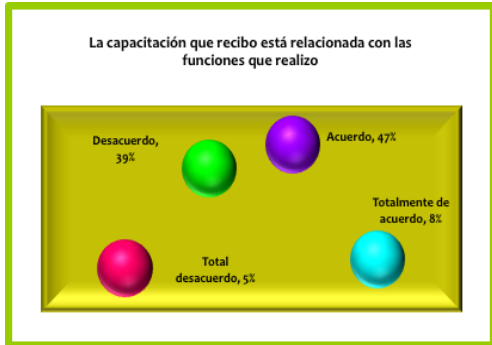 La capacitación que recibo está relacionada con las
funciones que realizo
Desacuerdo,
39%
Acuerdo, 47%
Totalmente de
acuerdo, 8%
Total
desacuerdo, 5%